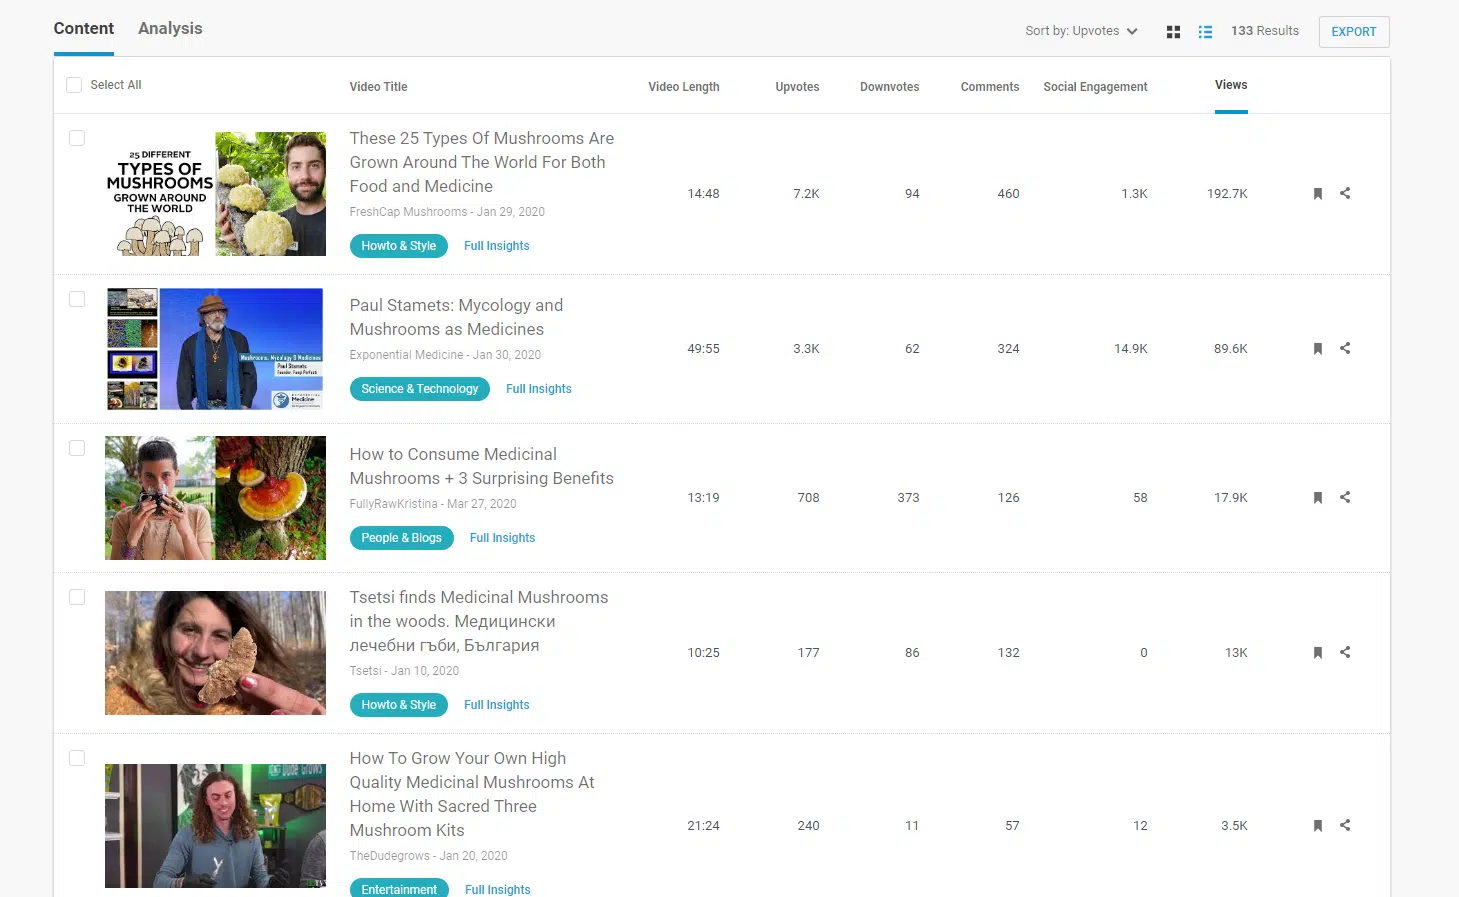 Content Analysis Sort by: Upvotes 133 Results EXPORT
Select All Video Title Video Length Upvotes Downvotes Comments Social Engagement Views
25 DIFFERENT
TYPES OF
MUSHROOMS
GROWN AROUND
THE WORLD
These 25 Types Of Mushrooms Are
Grown Around The World For Both
Food and Medicine
FreshCap Mushrooms - Jan 29, 2020
Howto & Style Full Insights
14:48 7.2K 94 460 1.3K 192.7K
Mushrooms, Mycology & Medicines
Paul Stamets
Founder, Fungi Perfecti
Medicine
Paul Stamets: Mycology and
Mushrooms as Medicines
Exponential Medicine - Jan 30, 2020
Science & Technology Full Insights
49:55 3.3K 62 324 14.9K 89.6K
How to Consume Medicinal
Mushrooms + 3 Surprising Benefits
FullyRawKristina - Mar 27, 2020
People & Blogs Full Insights
13:19 708 373 126 58 17.9K
Tsetsi finds Medicinal Mushrooms
in the woods. Медицински
лечебни гъби, България
Tsetsi - Jan 10, 2020
Howto & Style Full Insights
10:25 177 86 132 0 13K
Dude Grows
How To Grow Your Own High
Quality Medicinal Mushrooms At
Home With Sacred Three
Mushroom Kits
TheDudegrows - Jan 20, 2020
Entertainment Full Insights
21:24 240 11 57 12 3.5K